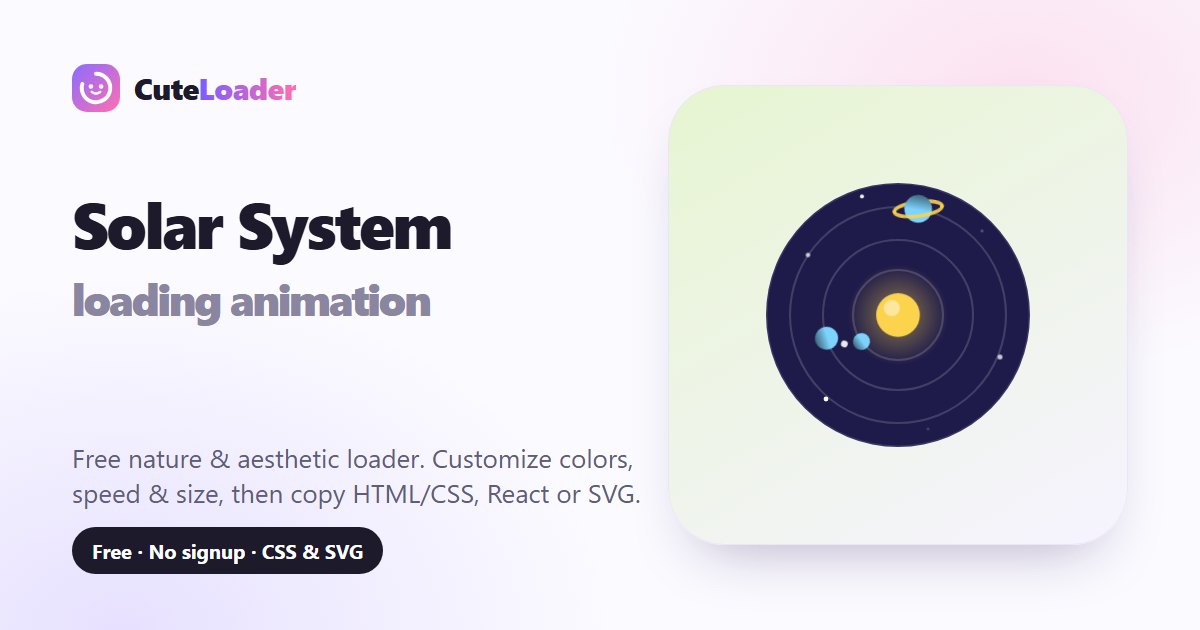 CuteLoader
Solar System
loading animation
Free nature & aesthetic loader. Customize colors,
speed & size, then copy HTML/CSS, React or SVG.
Free · No signup · CSS & SVG